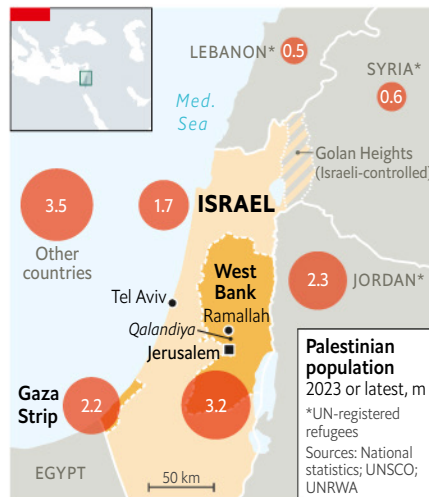 LEBANON*
0.5
SYRIA*
0.6
Med.
Sea
Golan Heights
(Israeli-controlled)
3.5
Other
countries
1.7
ISRAEL
West
Bank
2.3
JORDAN*
Tel Aviv
Ramallah
Qalandiya
Jerusalem
Gaza
Strip
2.2
3.2
EGYPT
50 km
Palestinian
population
2023 or latest, m
*UN-registered
refugees
Sources: National
statistics; UNSCO;
UNRWA